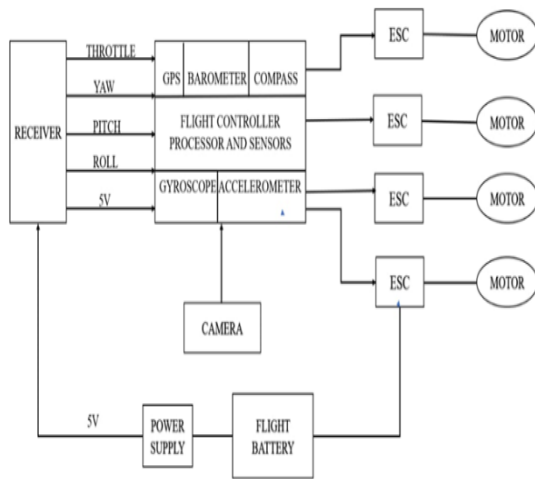 THROTTLE
YAW
PITCH
ROLL
5V
RECEIVER
GPS
BAROMETER
COMPASS
FLIGHT CONTROLLER
PROCESSOR AND SENSORS
GYROSCOPE
ACCELEROMETER
ESC
MOTOR
ESC
MOTOR
ESC
MOTOR
ESC
MOTOR
CAMERA
5V
POWER
SUPPLY
FLIGHT
BATTERY